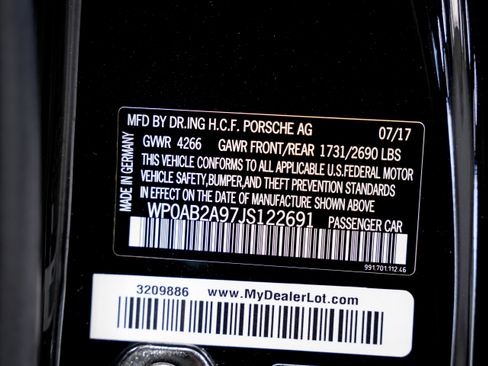 MFD BY DR.ING H.C.F. PORSCHE AG 07/17
GVWR 4266 GAWR FRONT/REAR 1731/2690 LBS
THIS VEHICLE CONFORMS TO ALL APPLICABLE U.S.FEDERAL MOTOR
VEHICLE SAFETY,BUMPER,AND THEFT PREVENTION STANDARDS
IN EFFECT ON THE DATE OF MANUFACTURE SHOWN ABOVE
WP0AB2A97JS122691 PASSENGER CAR
MADE IN GERMANY
991.701.112.46
3209886 www.MyDealerLot.com